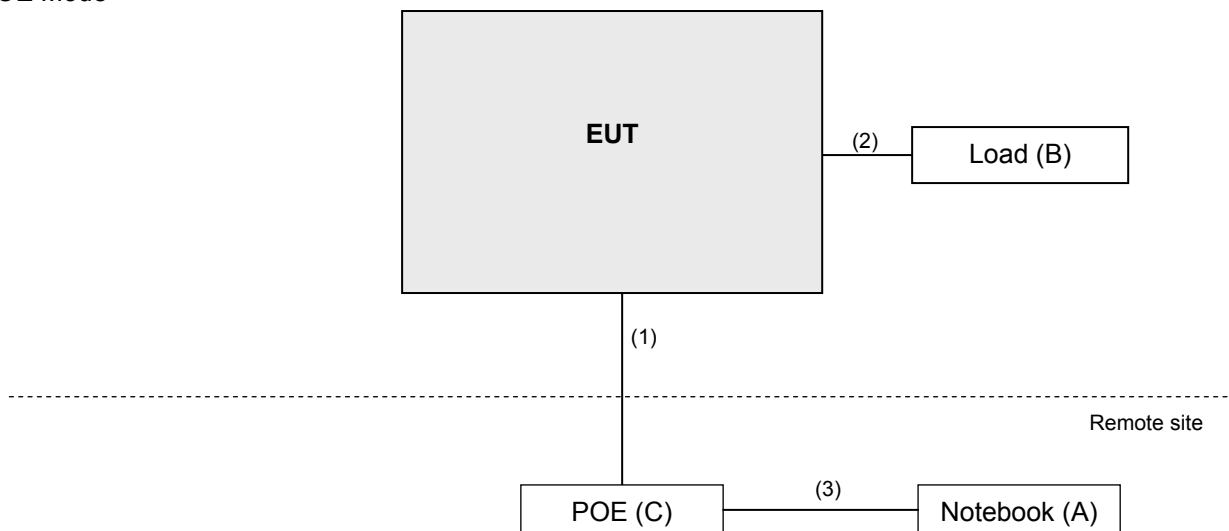 EUT
(2)
Load (B)
(1)
Remote site
POE (C)
(3)
Notebook (A)